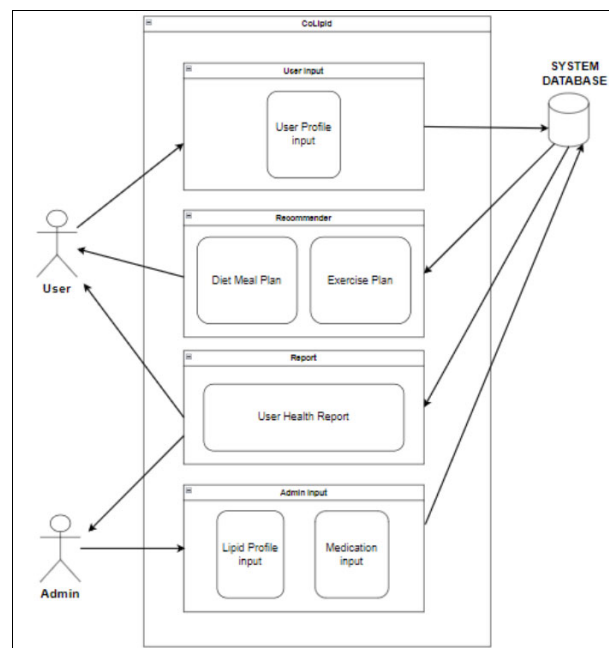 CoLipid
User Input
User Profile
input
SYSTEM
DATABASE
Recommender
Diet Meal Plan
Exercise Plan
User
Report
User Health Report
Admin Input
Lipid Profile
input
Medication
input
Admin